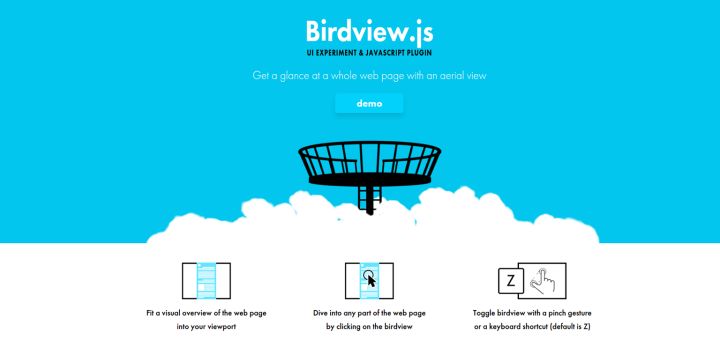 Birdview.js
UI EXPERIMENT & JAVASCRIPT PLUGIN
Get a glance at a whole web page with an aerial view
demo
Z
Fit a visual overview of the web page
into your viewport
Dive into any part of the web page
by clicking on the birdview
Toggle birdview with a pinch gesture
or a keyboard shortcut (default is Z)